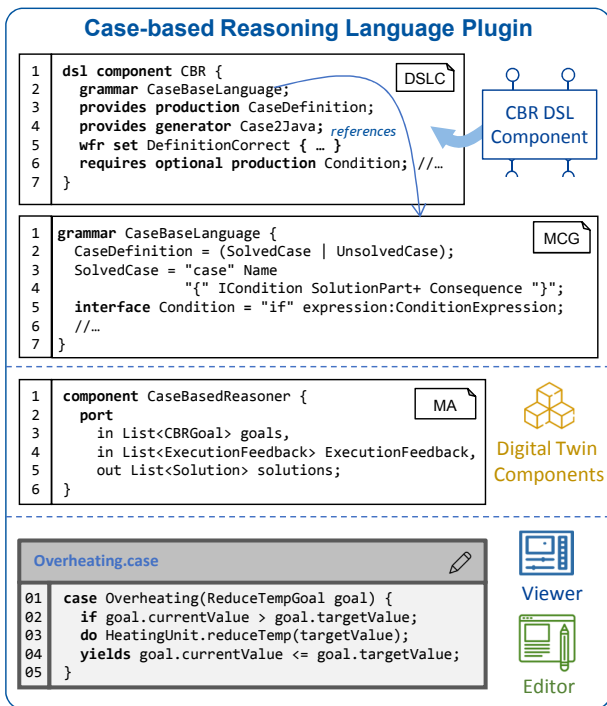 Case-based Reasoning Language Plugin
DSLC
1 dsl component CBR {
2   grammar CaseBaseLanguage;
3   provides production CaseDefinition;
4   provides generator Case2Java; references
5   wfr set DefinitionCorrect { … }
6   requires optional production Condition; //…
7 }
CBR DSL
Component
MCG
1 grammar CaseBaseLanguage {
2   CaseDefinition = (SolvedCase | UnsolvedCase);
3   SolvedCase = "case" Name
4             "{" ICondition SolutionPart+ Consequence "}";
5   interface Condition = "if" expression:ConditionExpression;
6   //…
7 }
MA
1 component CaseBasedReasoner {
2   port
3     in List<CBRGoal> goals,
4     in List<ExecutionFeedback> ExecutionFeedback,
5     out List<Solution> solutions;
6 }
Digital Twin
Components
Overheating.case
01 case Overheating(ReduceTempGoal goal) {
02   if goal.currentValue > goal.targetValue;
03   do HeatingUnit.reduceTemp(targetValue);
04   yields goal.currentValue <= goal.targetValue;
05 }
Viewer
Editor